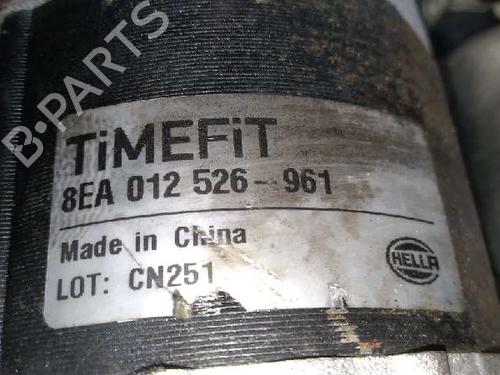 B-PARTS
TiMEFiT
8EA 012 526-961
Made in China
LOT: CN251
HELLA